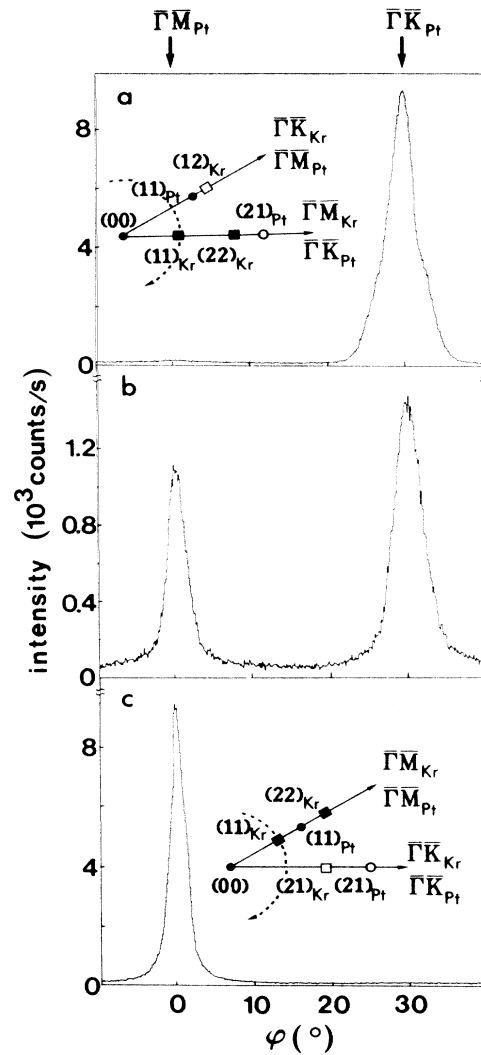 Γ̄M̄Pt Γ̄K̄Pt
a
8
4
0
Γ̄K̄Kr
(12)Kr Γ̄M̄Pt
(11)Pt
(00) (21)Pt Γ̄M̄Kr
(11)Kr (22)Kr Γ̄K̄Pt
b
1.2
0.8
0.4
0
intensity (10³counts/s)
c
8
4
0
Γ̄M̄Kr
(22)Kr Γ̄M̄Pt
(11)Kr (11)Pt
Γ̄K̄Kr
(00) (21)Kr (21)Pt Γ̄K̄Pt
0 10 20 30
φ(°)